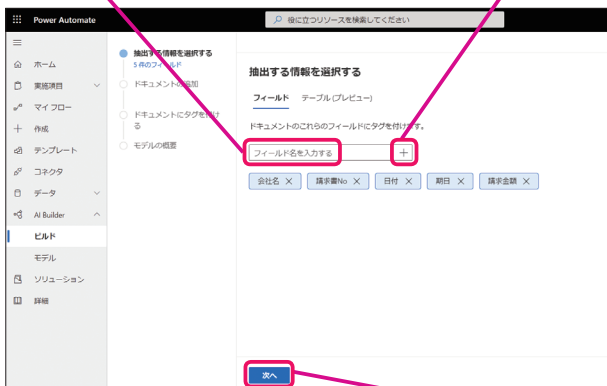 Power Automate
役に立つリソースを検索してください
ホーム
実施項目
マイ フロー
作成
テンプレート
コネクタ
データ
AI Builder
ビルド
モデル
ソリューション
詳細
抽出する情報を選択する
5 件のフィールド
ドキュメントの追加
ドキュメントにタグを付け
る
モデルの概要
抽出する情報を選択する
フィールド テーブル (プレビュー)
ドキュメントのこれらのフィールドにタグを付けます。
フィールド名を入力する
会社名 請求書No 日付 期日 請求金額
次へ